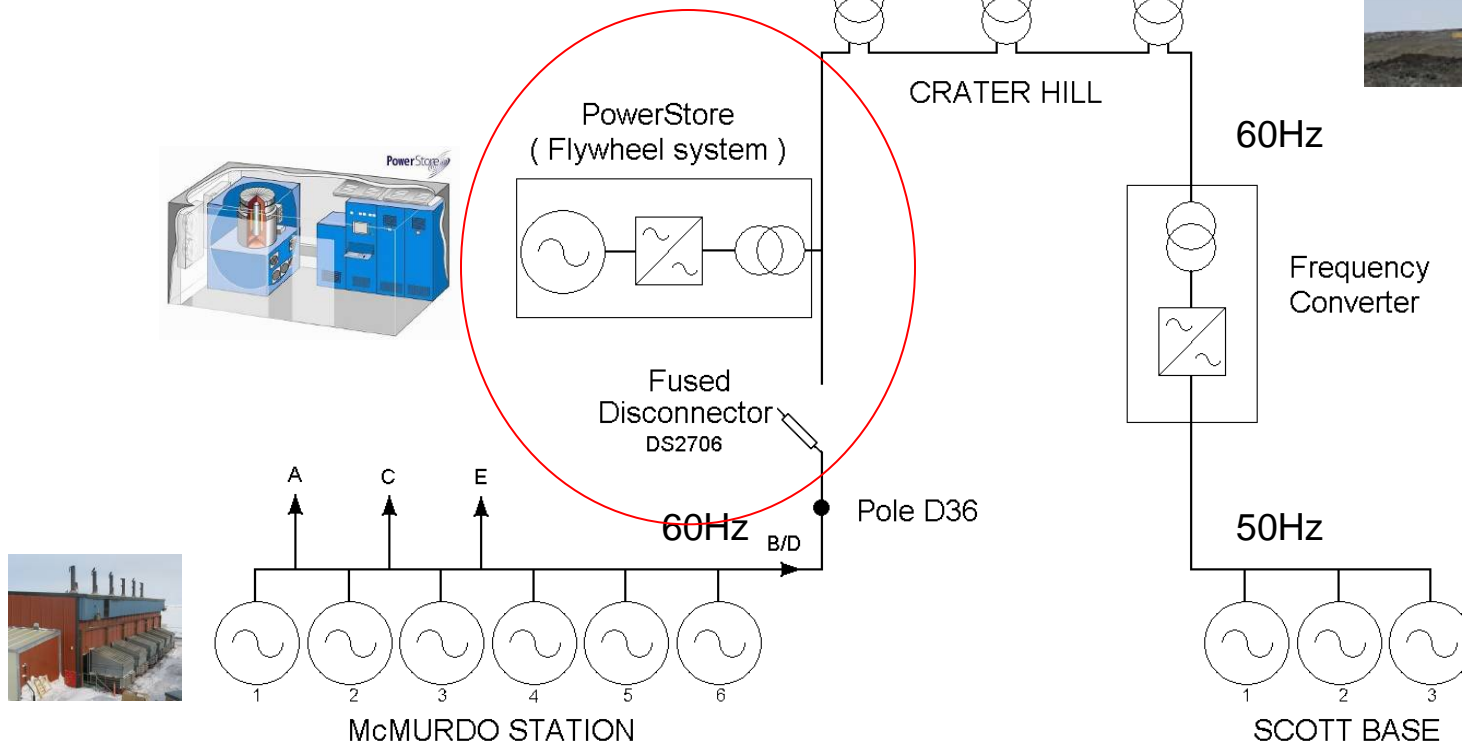 CRATER HILL
PowerStore
( Flywheel system )
60Hz
PowerStore
Frequency
Converter
Fused
Disconnector
DS2706
A
C
E
Pole D36
60Hz
B/D
50Hz
1
2
3
4
5
6
1
2
3
McMURDO STATION
SCOTT BASE